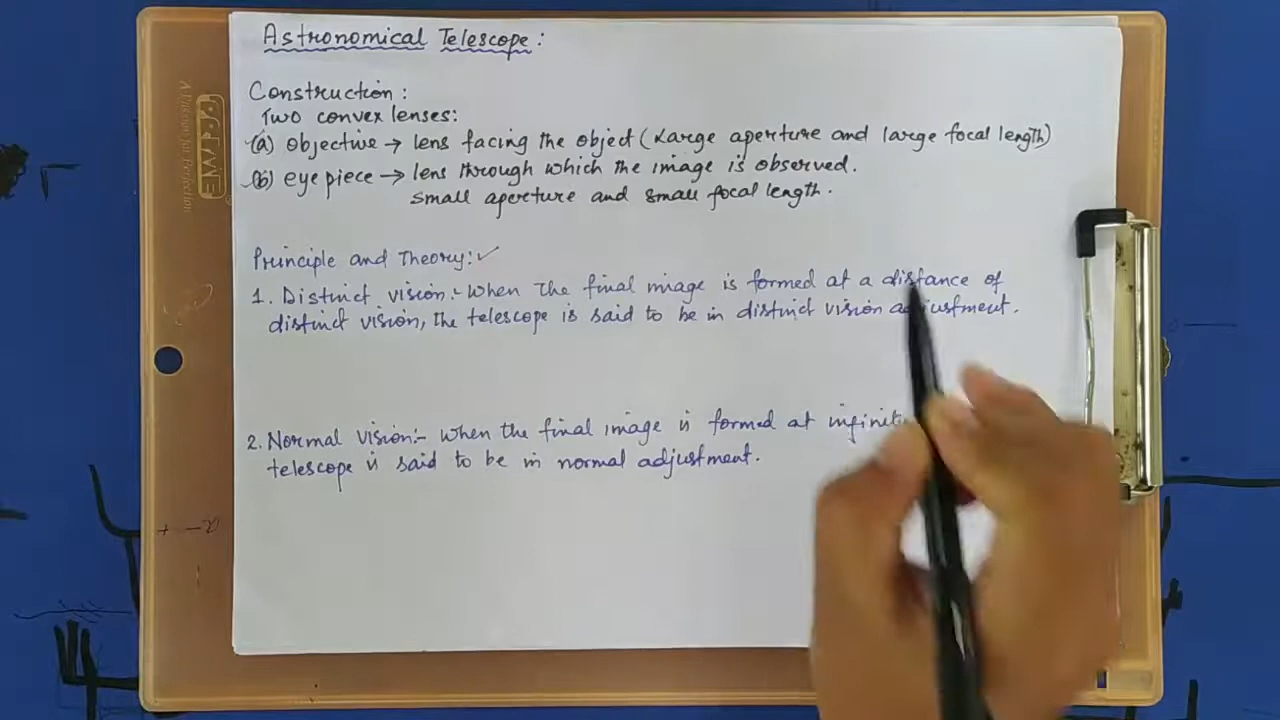 Astronomical Telescope:
Construction:
Two convex lenses:
(a) Objective → lens facing the object (Large aperture and large focal length)
(b) eye piece → lens through which the image is observed.
small aperture and small focal length.
Principle and Theory: ✓
1. Distinct vision:- When the final image is formed at a distance of
distinct vision, the telescope is said to be in distinct vision adjustment.
2. Normal vision:- When the final image is formed at
telescope is said to be in normal adjustment.